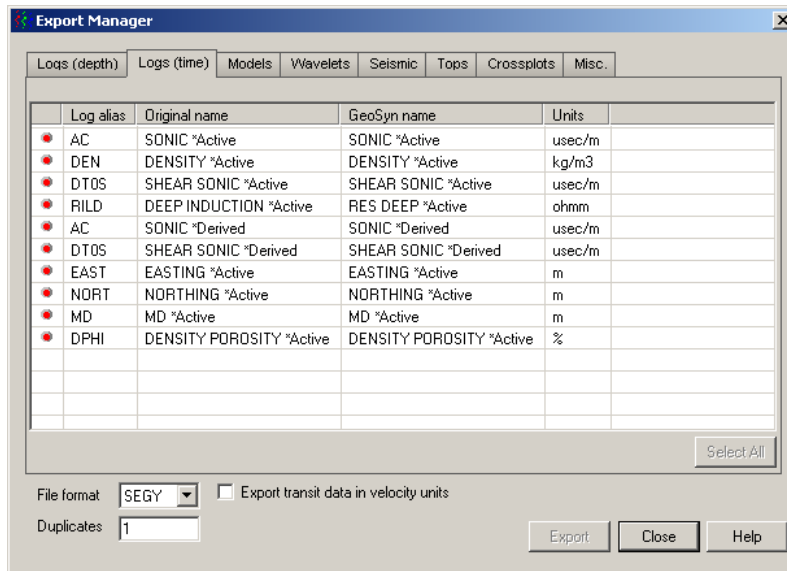 Export Manager
Logs (depth) Logs (time) Models Wavelets Seismic Tops Crossplots Misc.
Log alias Original name GeoSyn name Units
AC SONIC *Active SONIC *Active usec/m
DEN DENSITY *Active DENSITY *Active kg/m3
DT0S SHEAR SONIC *Active SHEAR SONIC *Active usec/m
RILD DEEP INDUCTION *Active RES DEEP *Active ohmm
AC SONIC *Derived SONIC *Derived usec/m
DT0S SHEAR SONIC *Derived SHEAR SONIC *Derived usec/m
EAST EASTING *Active EASTING *Active m
NORT NORTHING *Active NORTHING *Active m
MD MD *Active MD *Active m
DPHI DENSITY POROSITY *Active DENSITY POROSITY *Active %
Select All
File format SEGY Export transit data in velocity units
Duplicates 1
Export Close Help